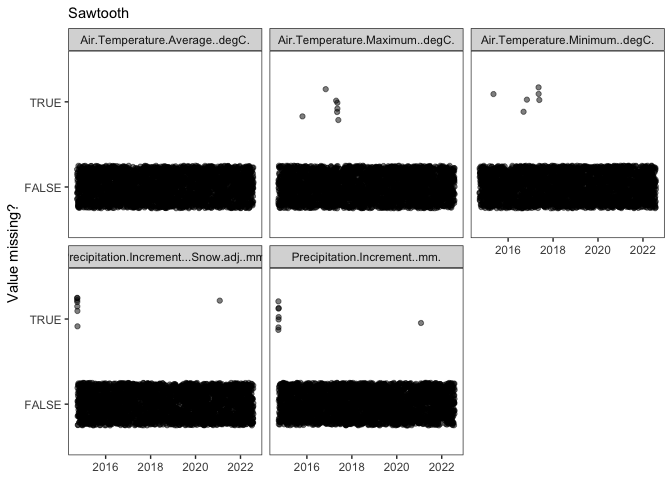 Sawtooth
Air.Temperature.Average..degC.
Air.Temperature.Maximum..degC.
Air.Temperature.Minimum..degC.
TRUE
FALSE
2016 2018 2020 2022
Value missing?
recipitation.Increment...Snow.adj..mm
Precipitation.Increment..mm.
TRUE
FALSE
2016 2018 2020 2022
2016 2018 2020 2022